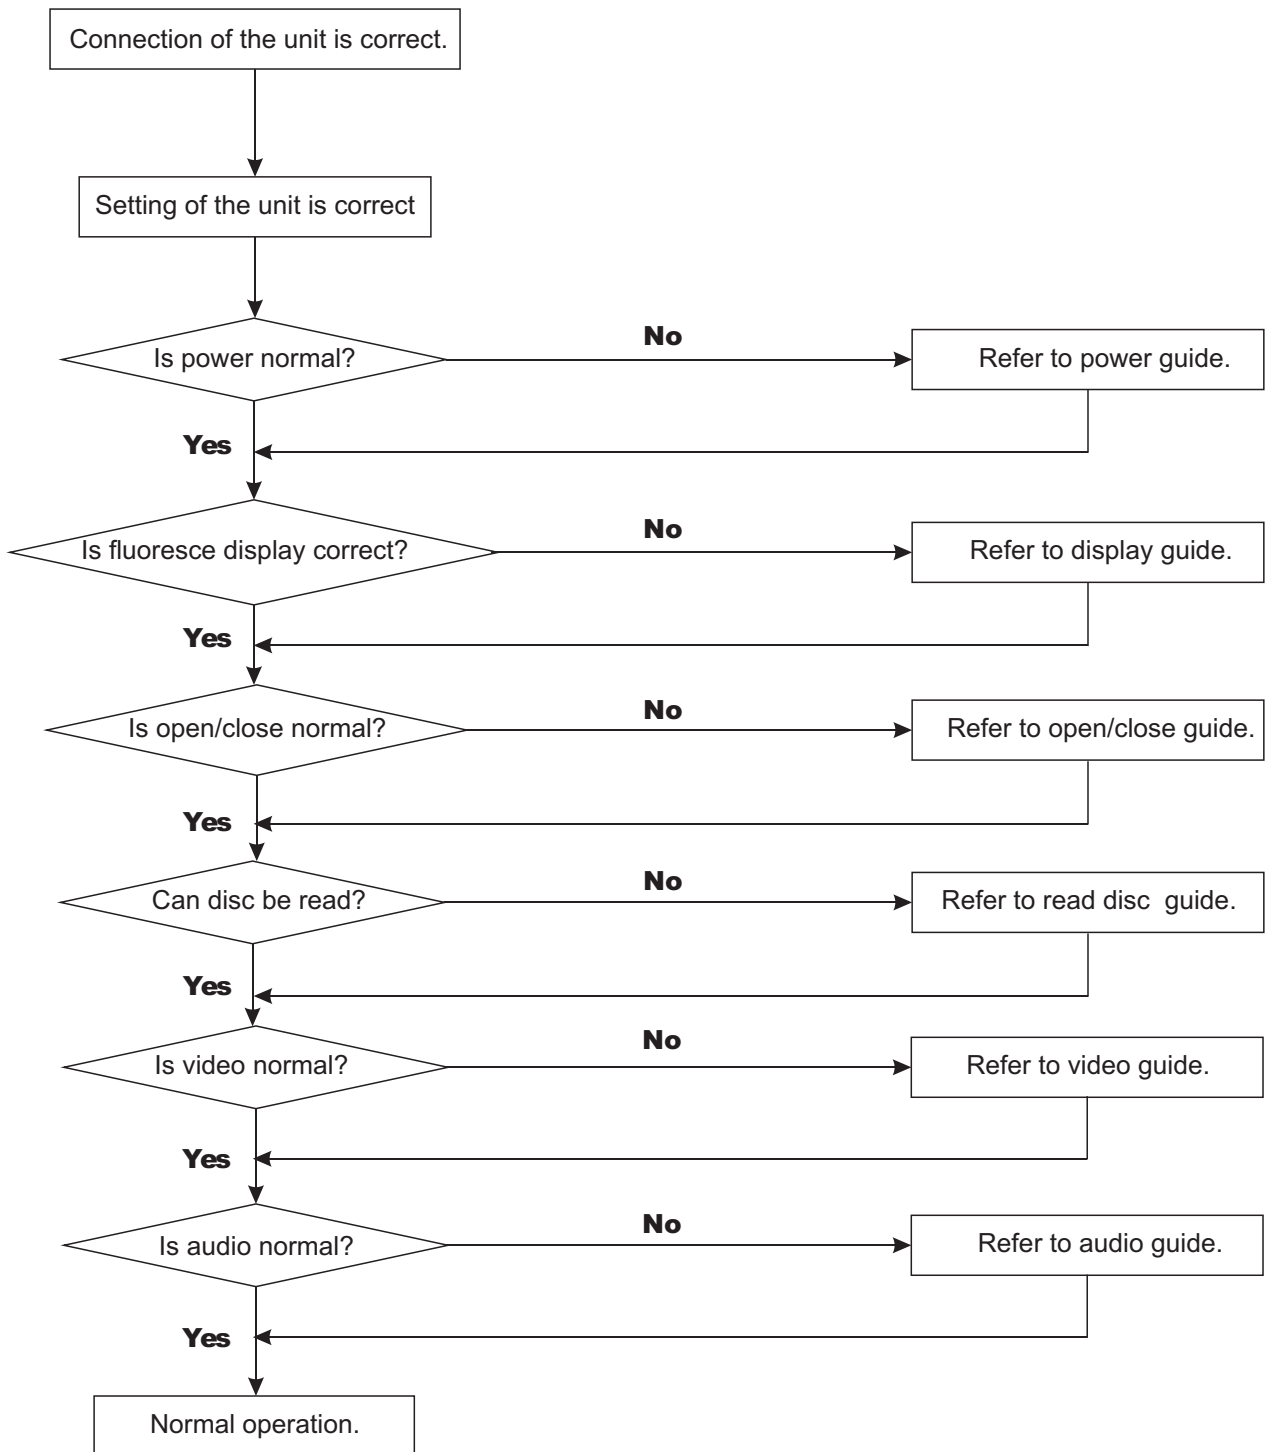 Connection of the unit is correct.
Setting of the unit is correct
Is power normal?
No
Refer to power guide.
Yes
Is fluoresce display correct?
No
Refer to display guide.
Yes
Is open/close normal?
No
Refer to open/close guide.
Yes
Can disc be read?
No
Refer to read disc  guide.
Yes
Is video normal?
No
Refer to video guide.
Yes
Is audio normal?
No
Refer to audio guide.
Yes
Normal operation.